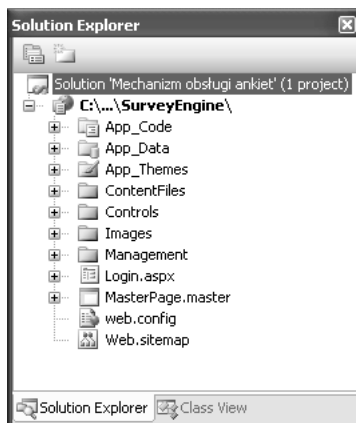 Solution Explorer
Solution 'Mechanizm obsługi ankiet' (1 project)
C:\...\SurveyEngine\
App_Code
App_Data
App_Themes
ContentFiles
Controls
Images
Management
Login.aspx
MasterPage.master
web.config
Web.sitemap
Solution Explorer Class View